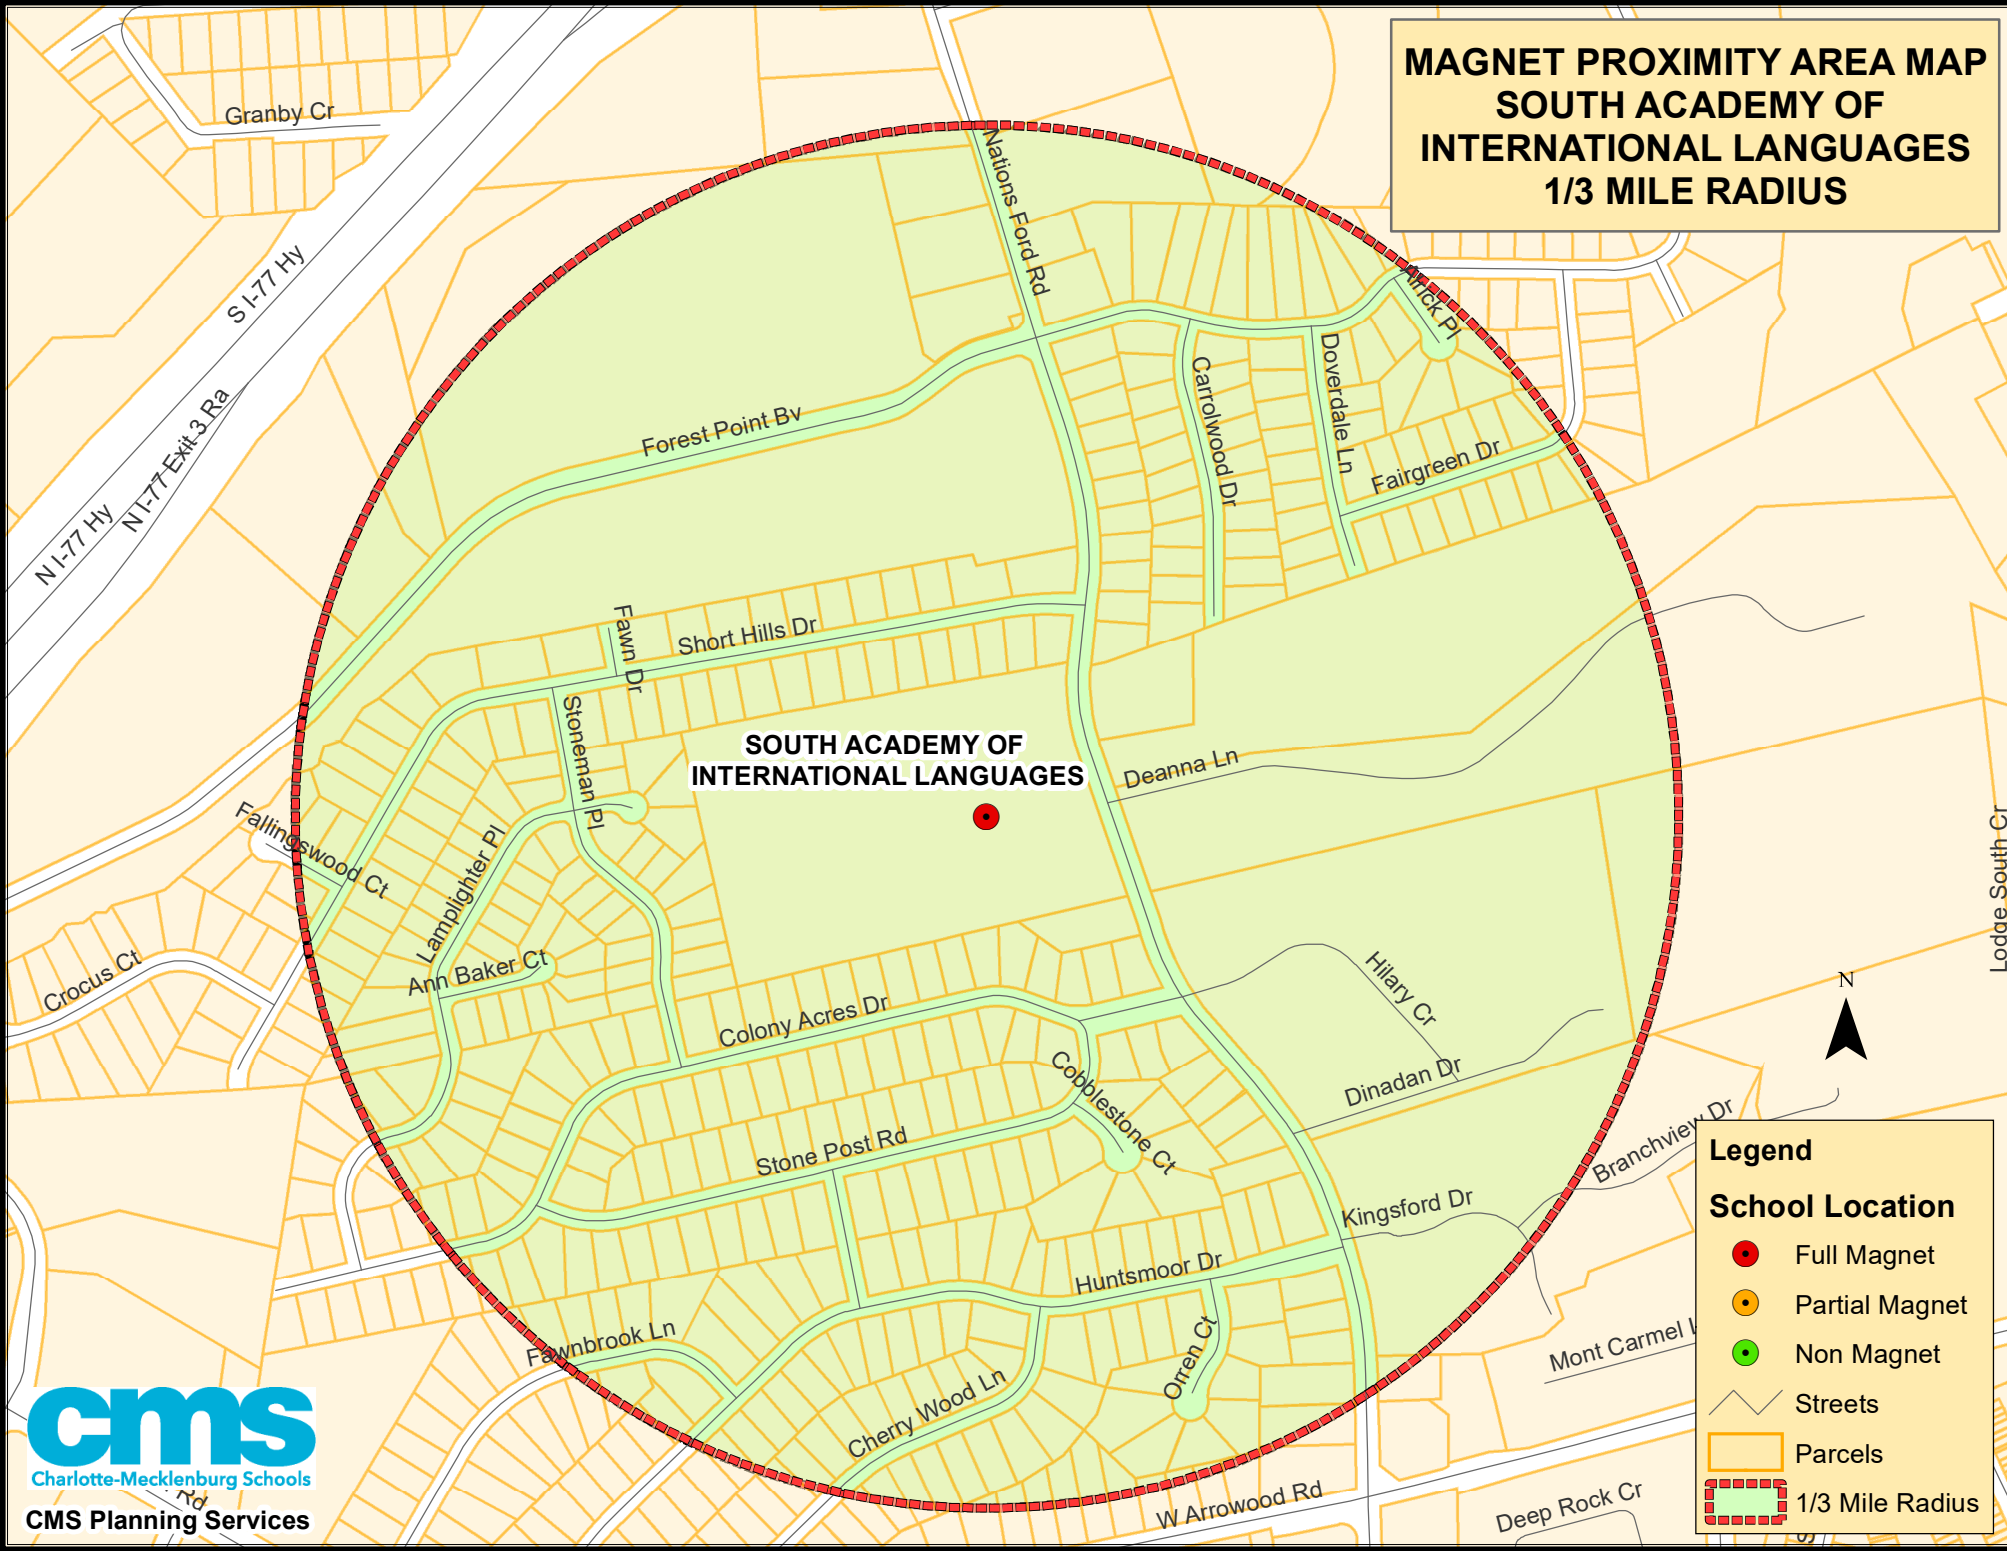 MAGNET PROXIMITY AREA MAP
SOUTH ACADEMY OF
INTERNATIONAL LANGUAGES
1/3 MILE RADIUS
Granby Cr
Nations Ford Rd
S I-77 Hy
N I-77 Exit 3 Ra
N I-77 Hy
Forest Point Bv
Carrolwood Dr
Doverdale Ln
Fairgreen Dr
Fawn Dr
Short Hills Dr
Stoneman Pl
SOUTH ACADEMY OF
INTERNATIONAL LANGUAGES
Deanna Ln
Fallingswood Ct
Lamplighter Pl
Ann Baker Ct
Crocus Ct
Lodge South Cr
Colony Acres Dr
Hilary Cr
N
Cobblestone Ct
Dinadan Dr
Stone Post Rd
Branchview Dr
Kingsford Dr
Huntsmoor Dr
Fawnbrook Ln
Orren Ct
Cherry Wood Ln
Mont Carmel
W Arrowood Rd
Deep Rock Cr
Rd
Legend
School Location
Full Magnet
Partial Magnet
Non Magnet
Streets
Parcels
1/3 Mile Radius
cms
Charlotte-Mecklenburg Schools
CMS Planning Services